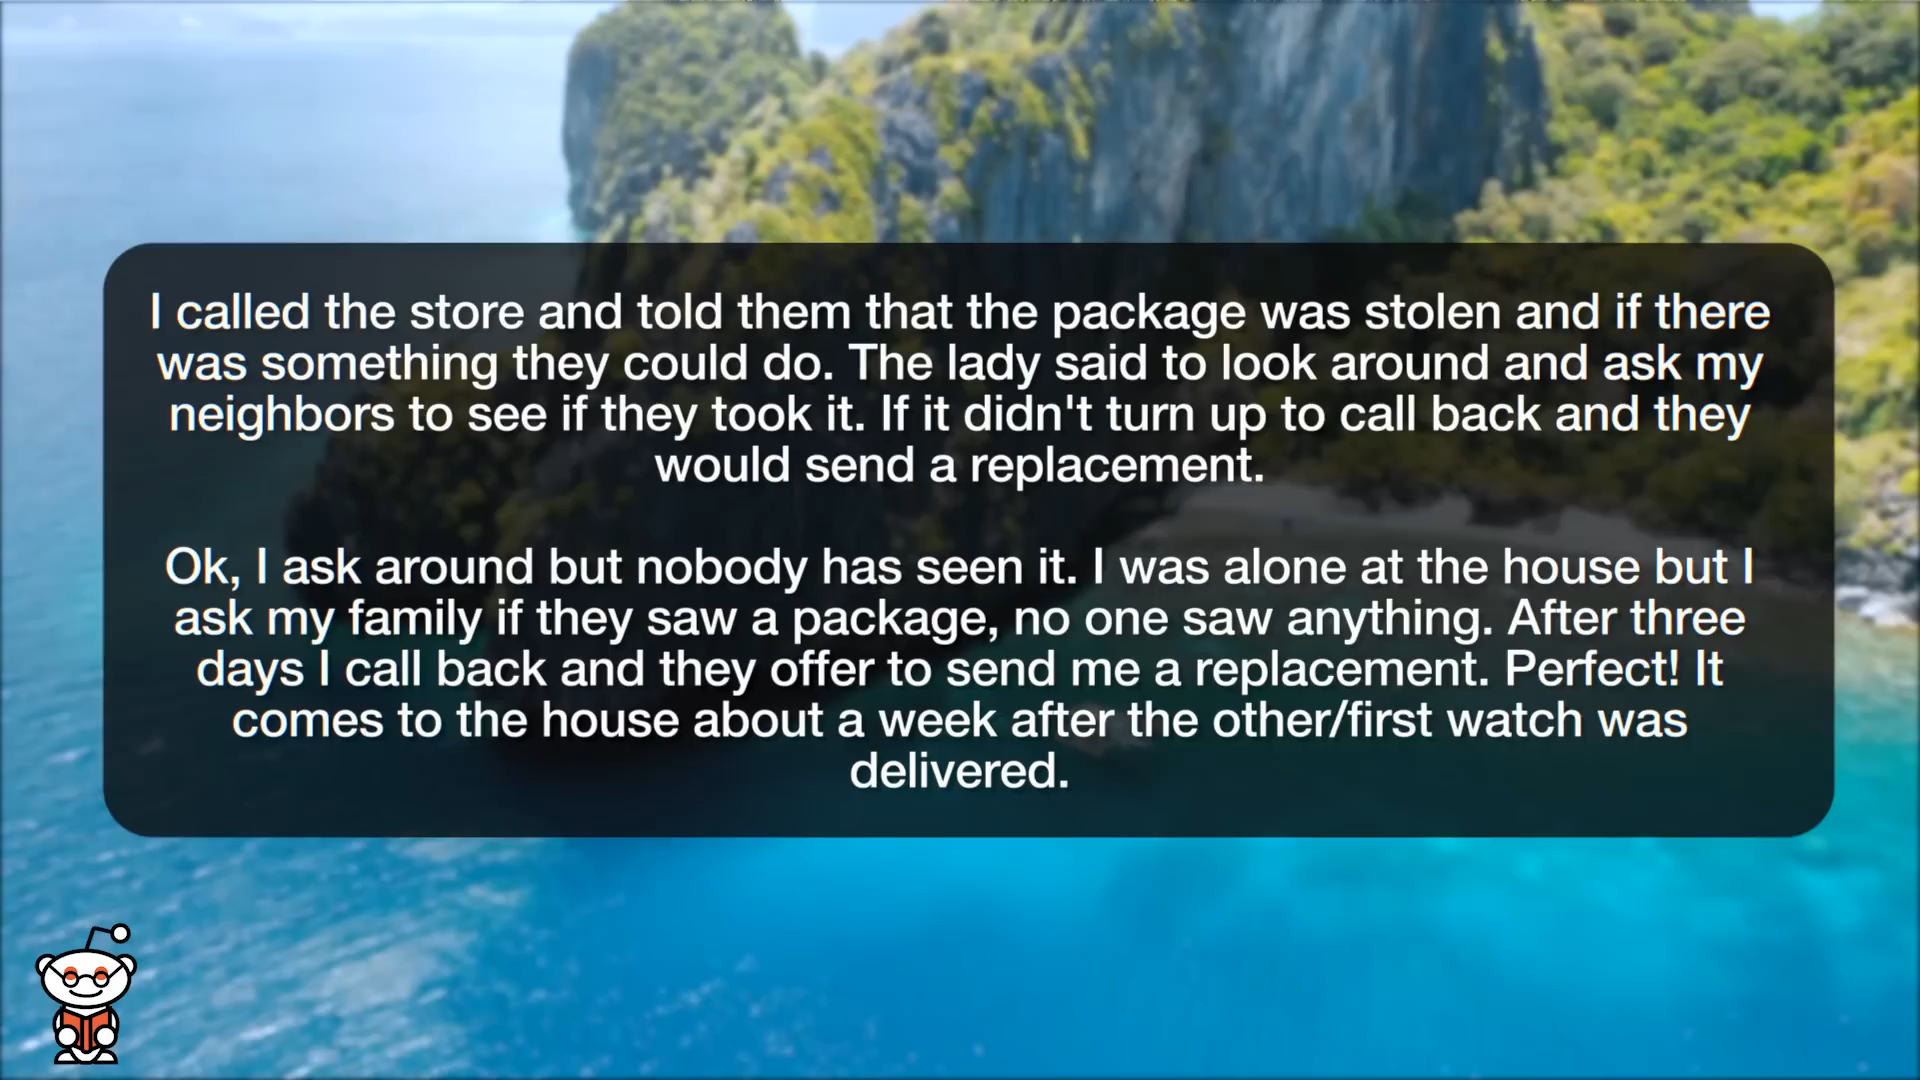 I called the store and told them that the package was stolen and if there
was something they could do. The lady said to look around and ask my
neighbors to see if they took it. If it didn't turn up to call back and they
would send a replacement.
Ok, I ask around but nobody has seen it. I was alone at the house but I
ask my family if they saw a package, no one saw anything. After three
days I call back and they offer to send me a replacement. Perfect! It
comes to the house about a week after the other/first watch was
delivered.